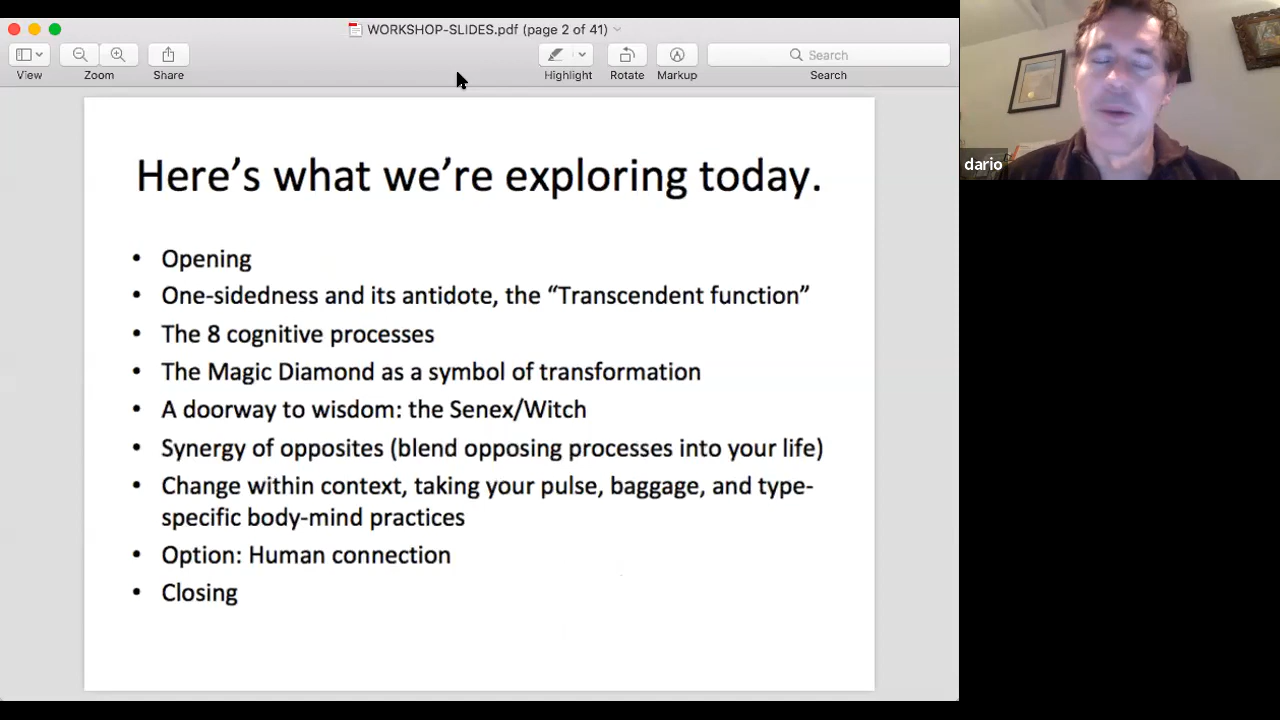 WORKSHOP-SLIDES.pdf (page 2 of 41)
View
Zoom
Share
Highlight
Rotate
Markup
Search
Search
dario
Here’s what we’re exploring today.
• Opening
• One-sidedness and its antidote, the “Transcendent function”
• The 8 cognitive processes
• The Magic Diamond as a symbol of transformation
• A doorway to wisdom: the Senex/Witch
• Synergy of opposites (blend opposing processes into your life)
• Change within context, taking your pulse, baggage, and type-
specific body-mind practices
• Option: Human connection
• Closing